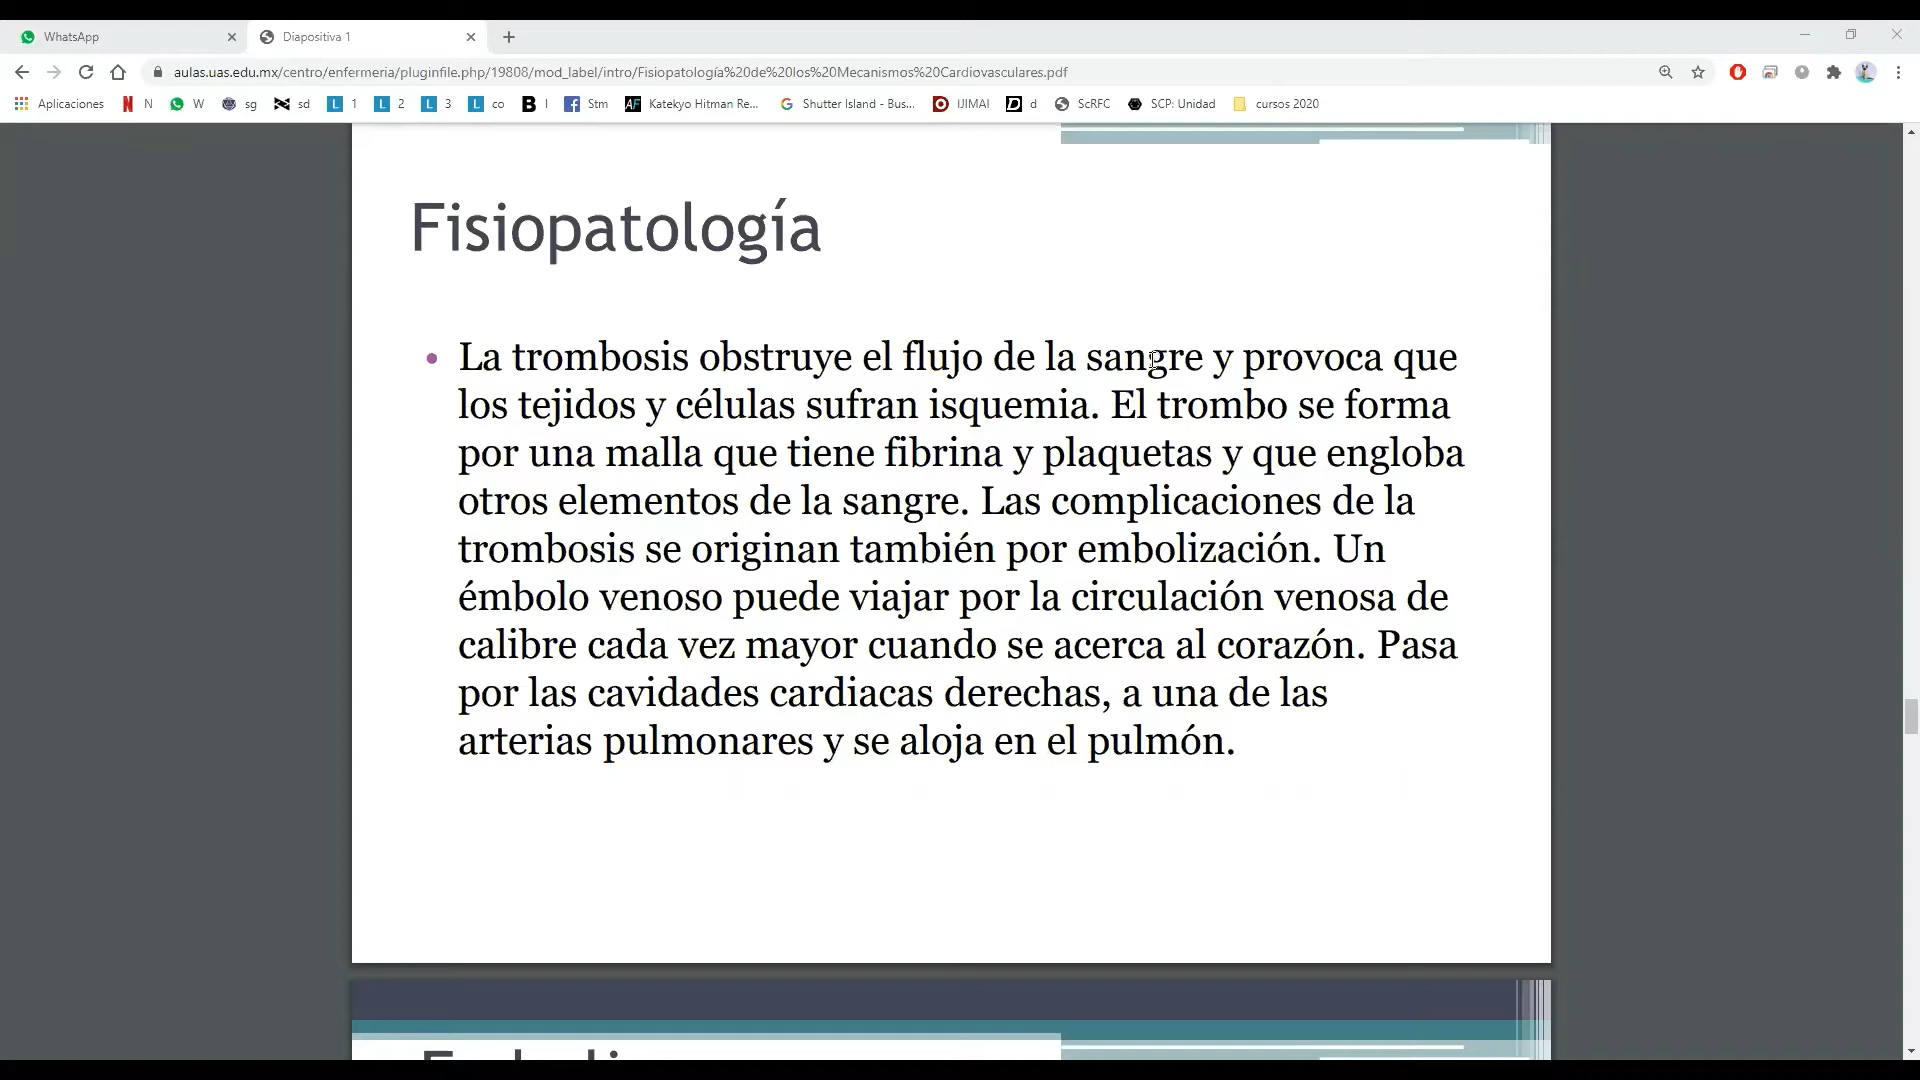 WhatsApp
Diapositiva 1
aulas.uas.edu.mx/centro/enfermeria/pluginfile.php/19808/mod_label/intro/Fisiopatología%20de%20los%20Mecanismos%20Cardiovasculares.pdf
Aplicaciones N W sg sd L 1 L 2 L 3 L co B I Stm AF Katekyo Hitman Re... Shutter Island - Bus... IJIMAI D d ScRFC SCP: Unidad cursos 2020
Fisiopatología
• La trombosis obstruye el flujo de la sangre y provoca que
los tejidos y células sufran isquemia. El trombo se forma
por una malla que tiene fibrina y plaquetas y que engloba
otros elementos de la sangre. Las complicaciones de la
trombosis se originan también por embolización. Un
émbolo venoso puede viajar por la circulación venosa de
calibre cada vez mayor cuando se acerca al corazón. Pasa
por las cavidades cardiacas derechas, a una de las
arterias pulmonares y se aloja en el pulmón.